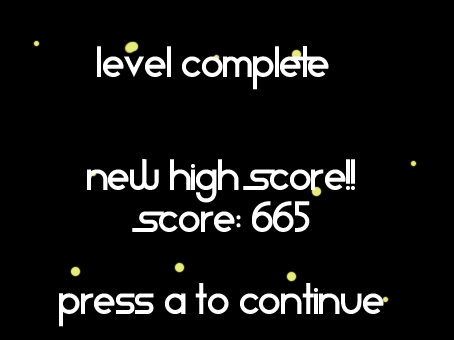 level complete
new high score!!
score: 665
press a to continue